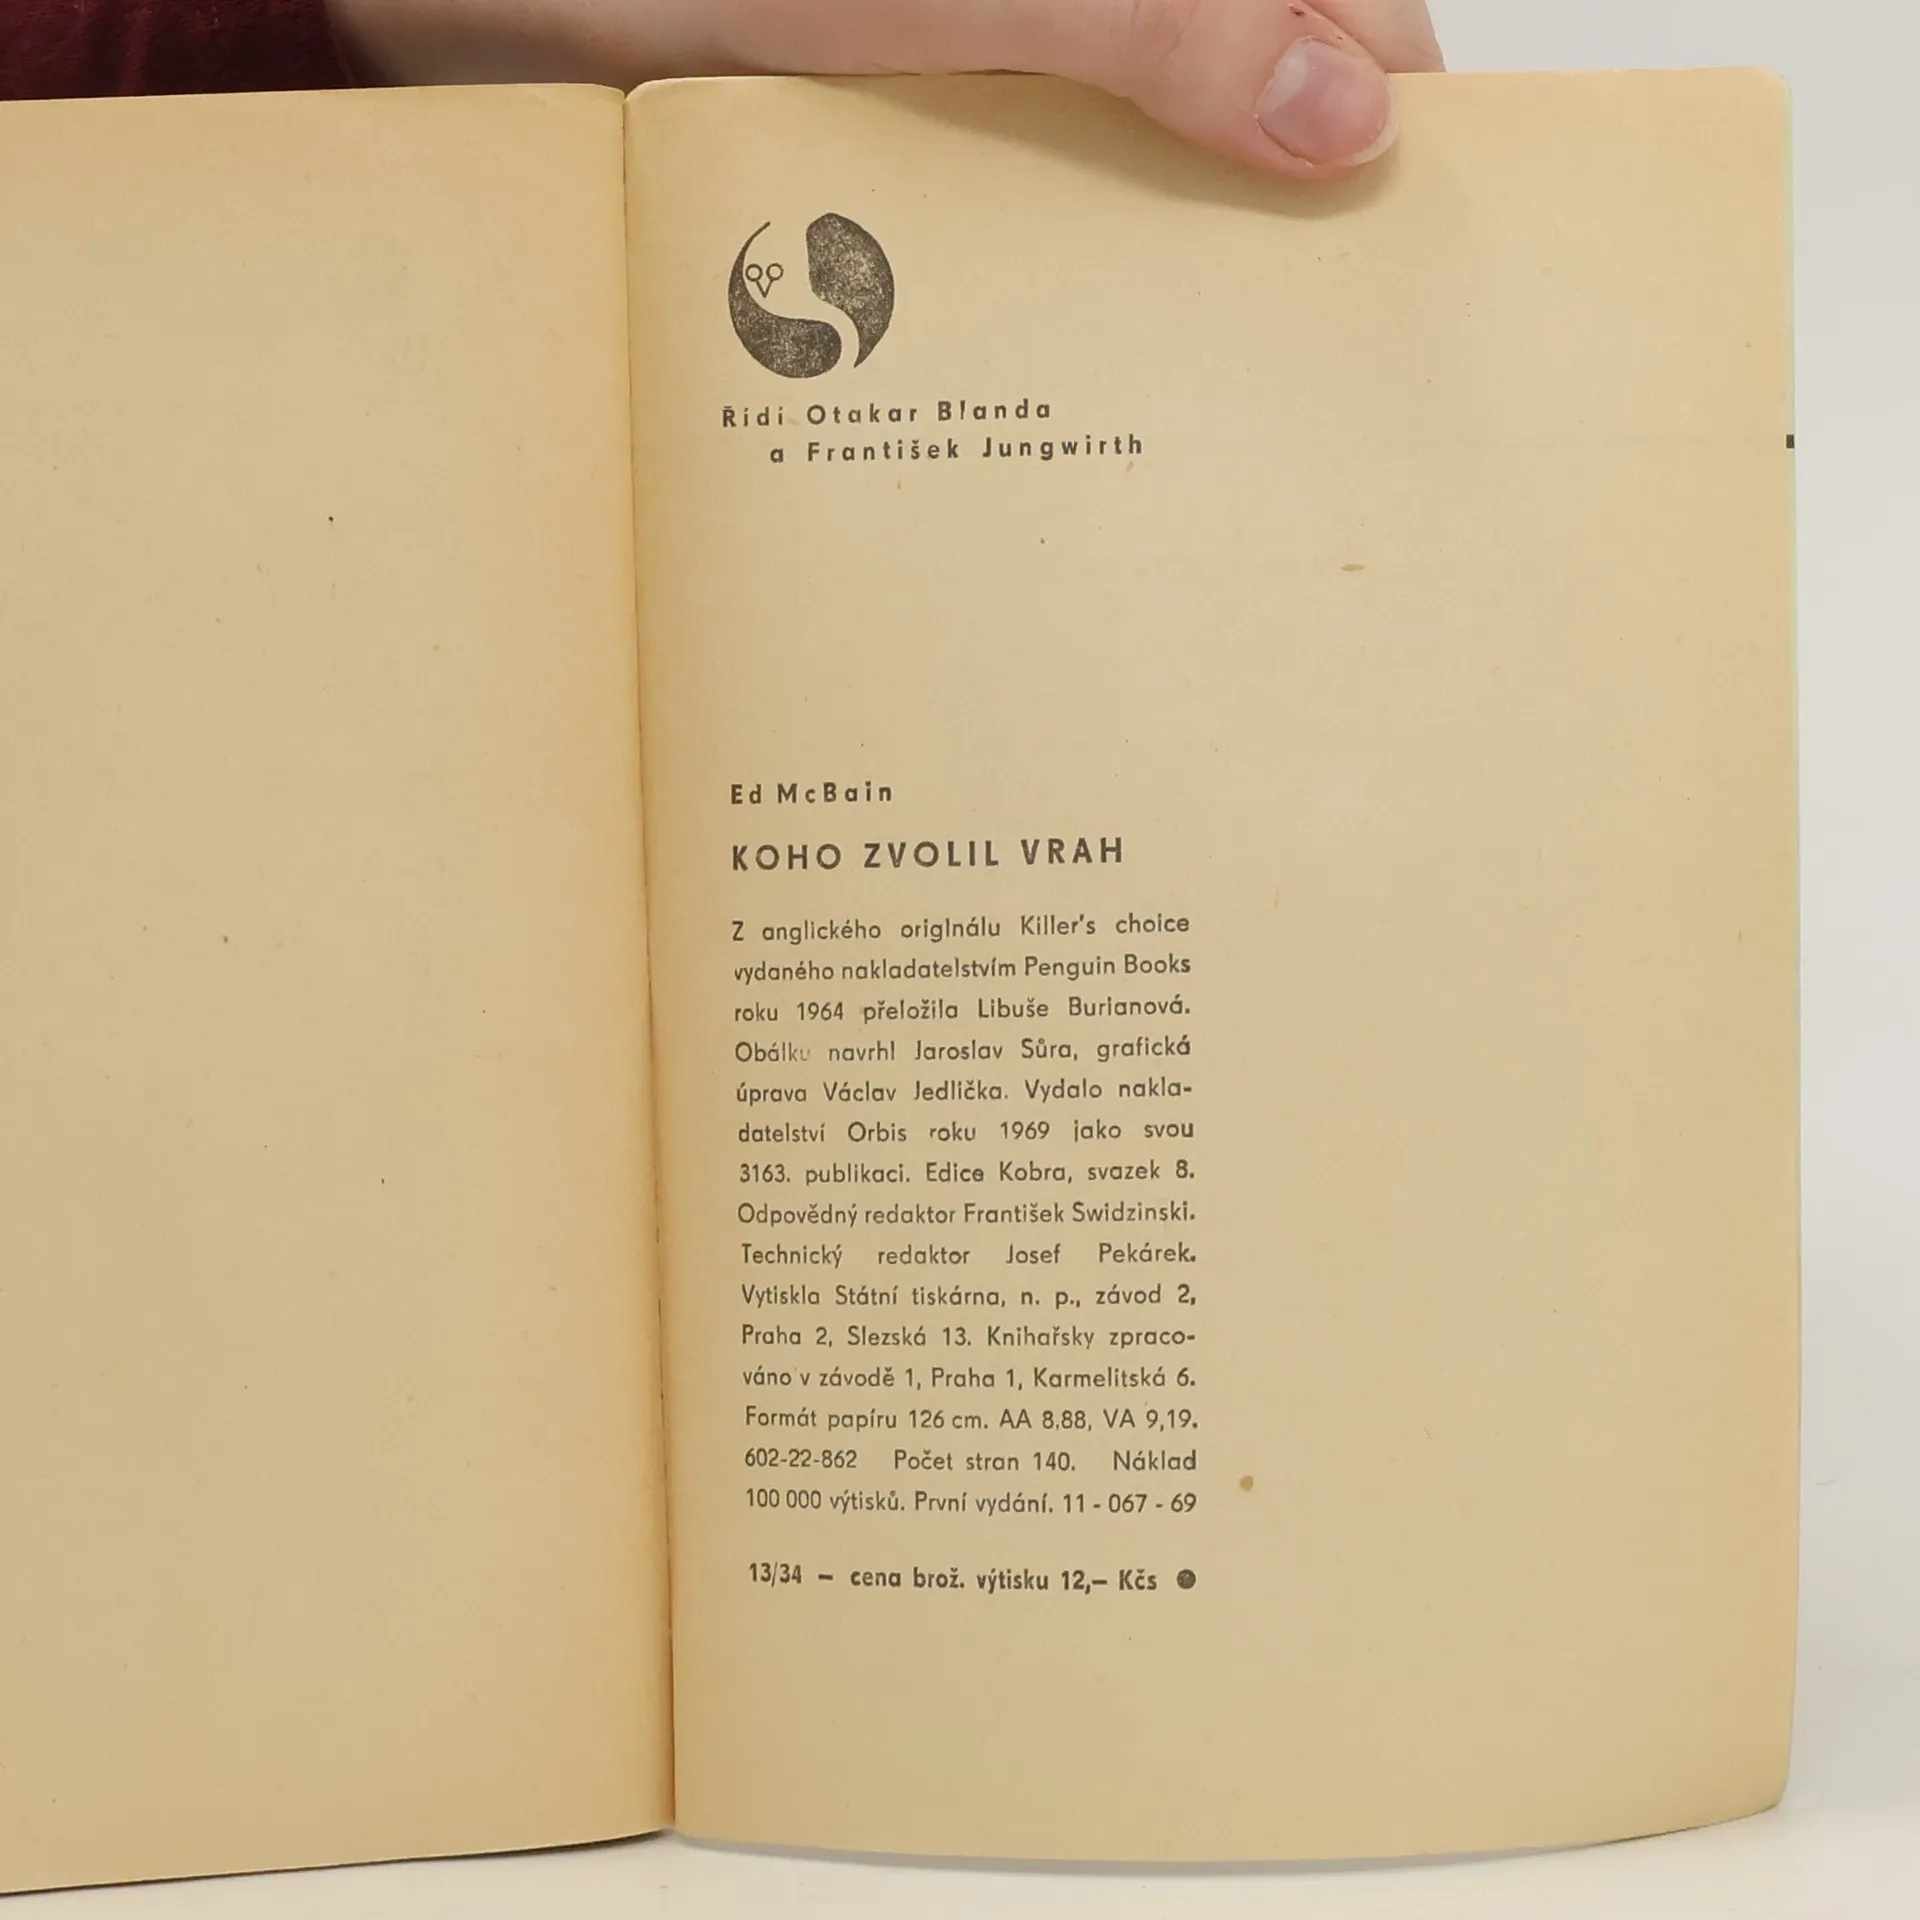 Řídí Otakar Blanda
a František Jungwirth
Ed McBain
KOHO ZVOLIL VRAH
Z anglického originálu Killer's choice
vydaného nakladatelstvím Penguin Books
roku 1964 přeložila Libuše Burianová.
Obálku navrhl Jaroslav Sůra, grafická
úprava Václav Jedlička. Vydalo nakla-
datelství Orbis roku 1969 jako svou
3163. publikaci. Edice Kobra, svazek 8.
Odpovědný redaktor František Swidzinski.
Technický redaktor Josef Pekárek.
Vytiskla Státní tiskárna, n. p., závod 2,
Praha 2, Slezská 13. Knihařsky zpraco-
váno v závodě 1, Praha 1, Karmelitská 6.
Formát papíru 126 cm. AA 8,88, VA 9,19.
602-22-862 Počet stran 140. Náklad
100 000 výtisků. První vydání. 11 - 067 - 69
13/34 – cena brož. výtisku 12,– Kčs ●